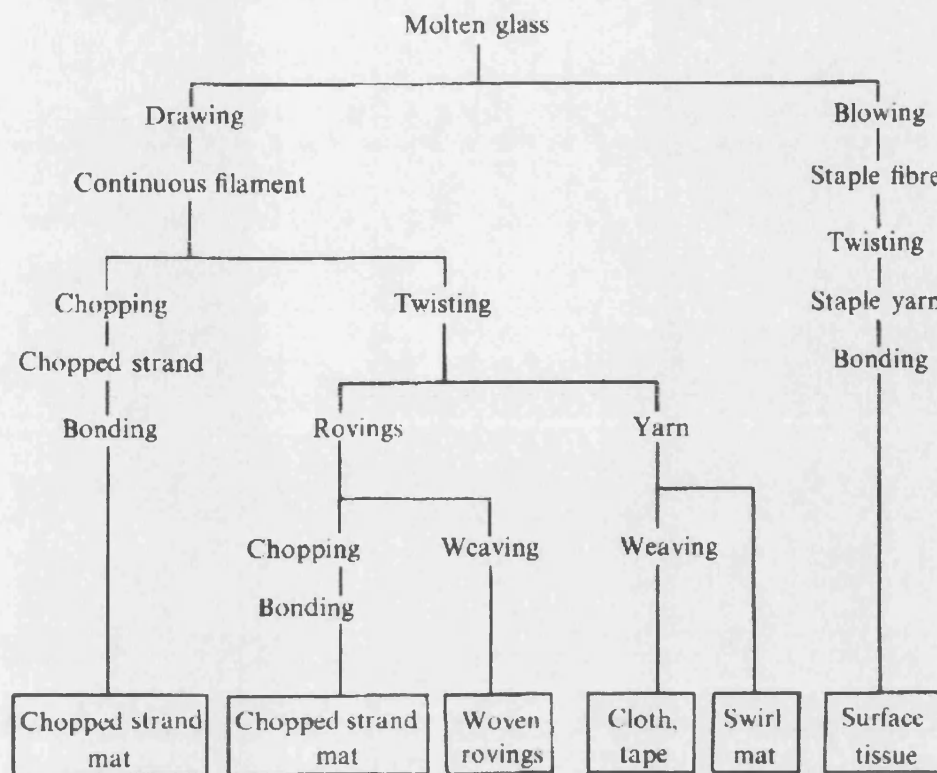 Molten glass
Drawing
Blowing
Continuous filament
Staple fibre
Twisting
Chopping
Twisting
Staple yarn
Chopped strand
Bonding
Bonding
Rovings
Yarn
Chopping
Weaving
Weaving
Bonding
Chopped strand
mat
Chopped strand
mat
Woven
rovings
Cloth,
tape
Swirl
mat
Surface
tissue